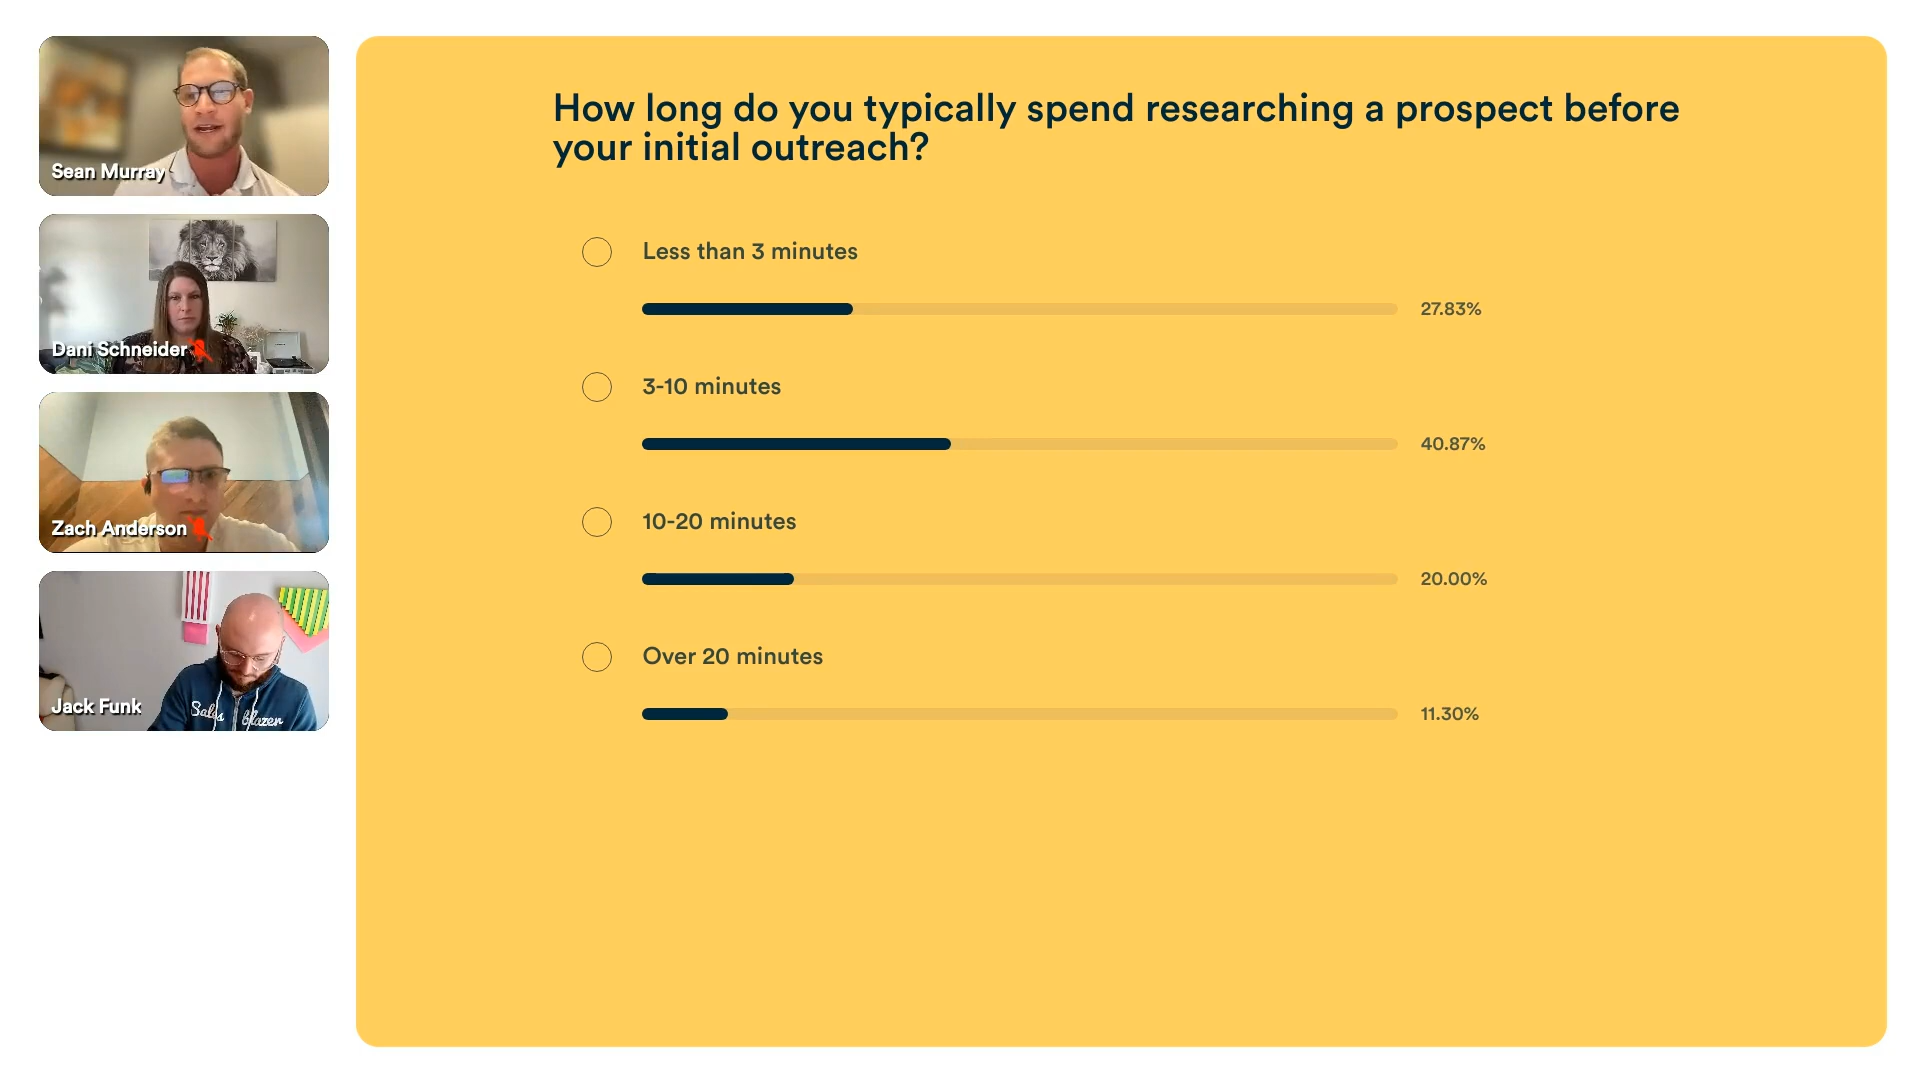 Sean Murray
Dani Schneider
Zach Anderson
Jack Funk
Sales blazer
How long do you typically spend researching a prospect before
your initial outreach?
Less than 3 minutes
27.83%
3-10 minutes
40.87%
10-20 minutes
20.00%
Over 20 minutes
11.30%